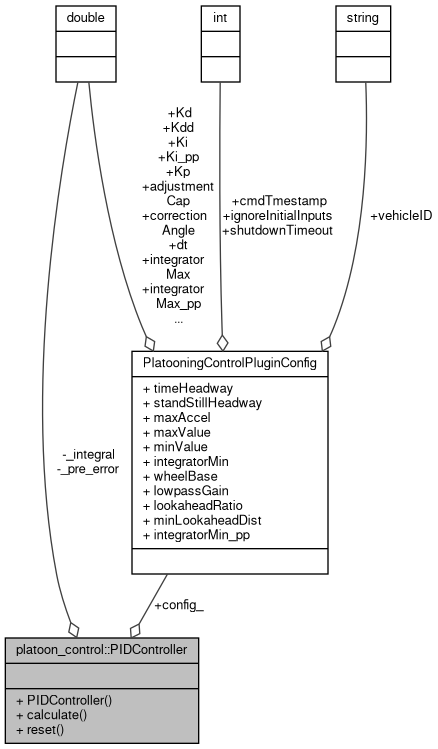 double
int
string
+Kd
+Kdd
+Ki
+Ki_pp
+Kp
+adjustment
Cap
+correction
Angle
+dt
+integrator
Max
+integrator
Max_pp
...
+cmdTmestamp
+ignoreInitialInputs
+shutdownTimeout
+vehicleID
PlatooningControlPluginConfig
+ timeHeadway
+ standStillHeadway
+ maxAccel
+ maxValue
+ minValue
+ integratorMin
+ wheelBase
+ lowpassGain
+ lookaheadRatio
+ minLookaheadDist
+ integratorMin_pp
-_integral
-_pre_error
+config_
platoon_control::PIDController
+ PIDController()
+ calculate()
+ reset()